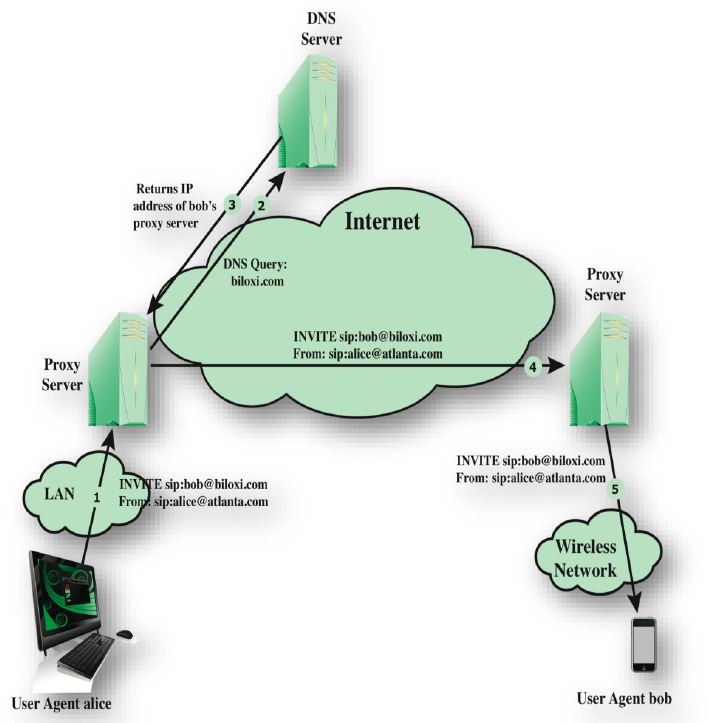 DNS
Server
Returns IP
address of bob's
proxy server
3
2
Internet
DNS Query:
biloxi.com
Proxy
Server
INVITE sip:bob@biloxi.com
From: sip:alice@atlanta.com
4
Proxy
Server
LAN
1
INVITE sip:bob@biloxi.com
From: sip:alice@atlanta.com
INVITE sip:bob@biloxi.com
From: sip:alice@atlanta.com
5
Wireless
Network
User Agent alice
User Agent bob